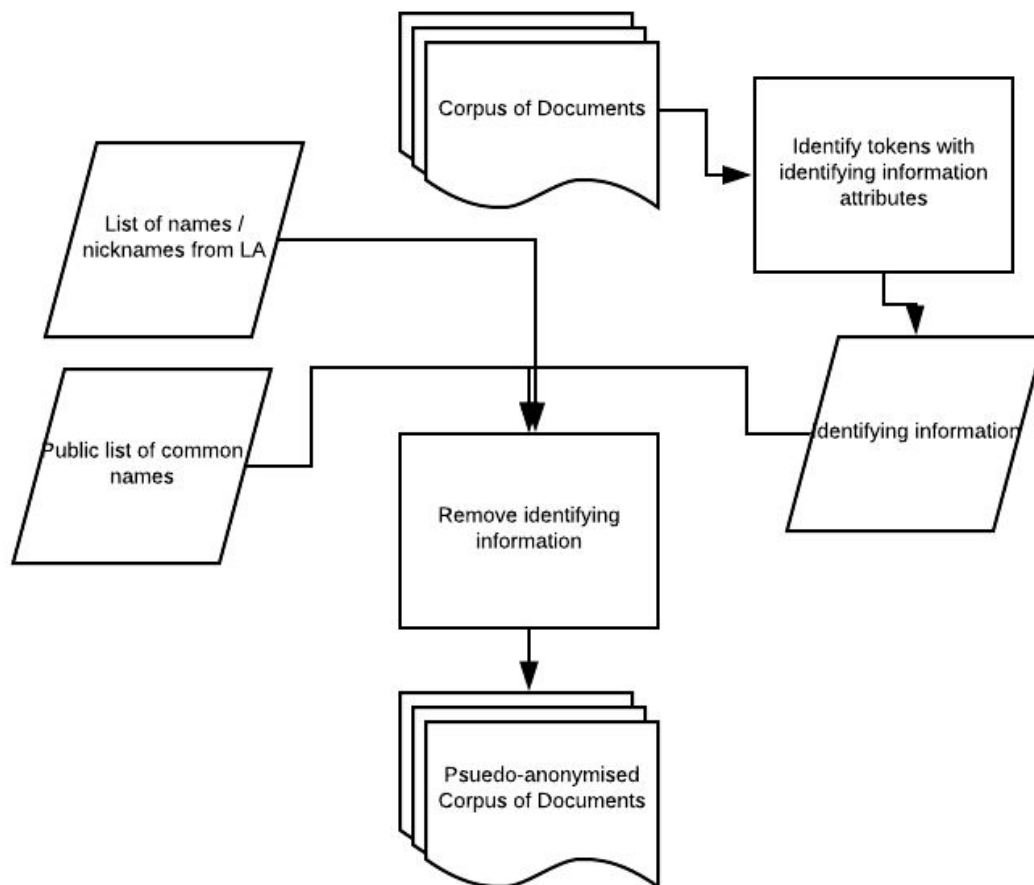 Corpus of Documents
Identify tokens with
identifying information
attributes
List of names /
nicknames from LA
Public list of common
names
Identifying information
Remove identifying
information
Psuedo-anonymised
Corpus of Documents